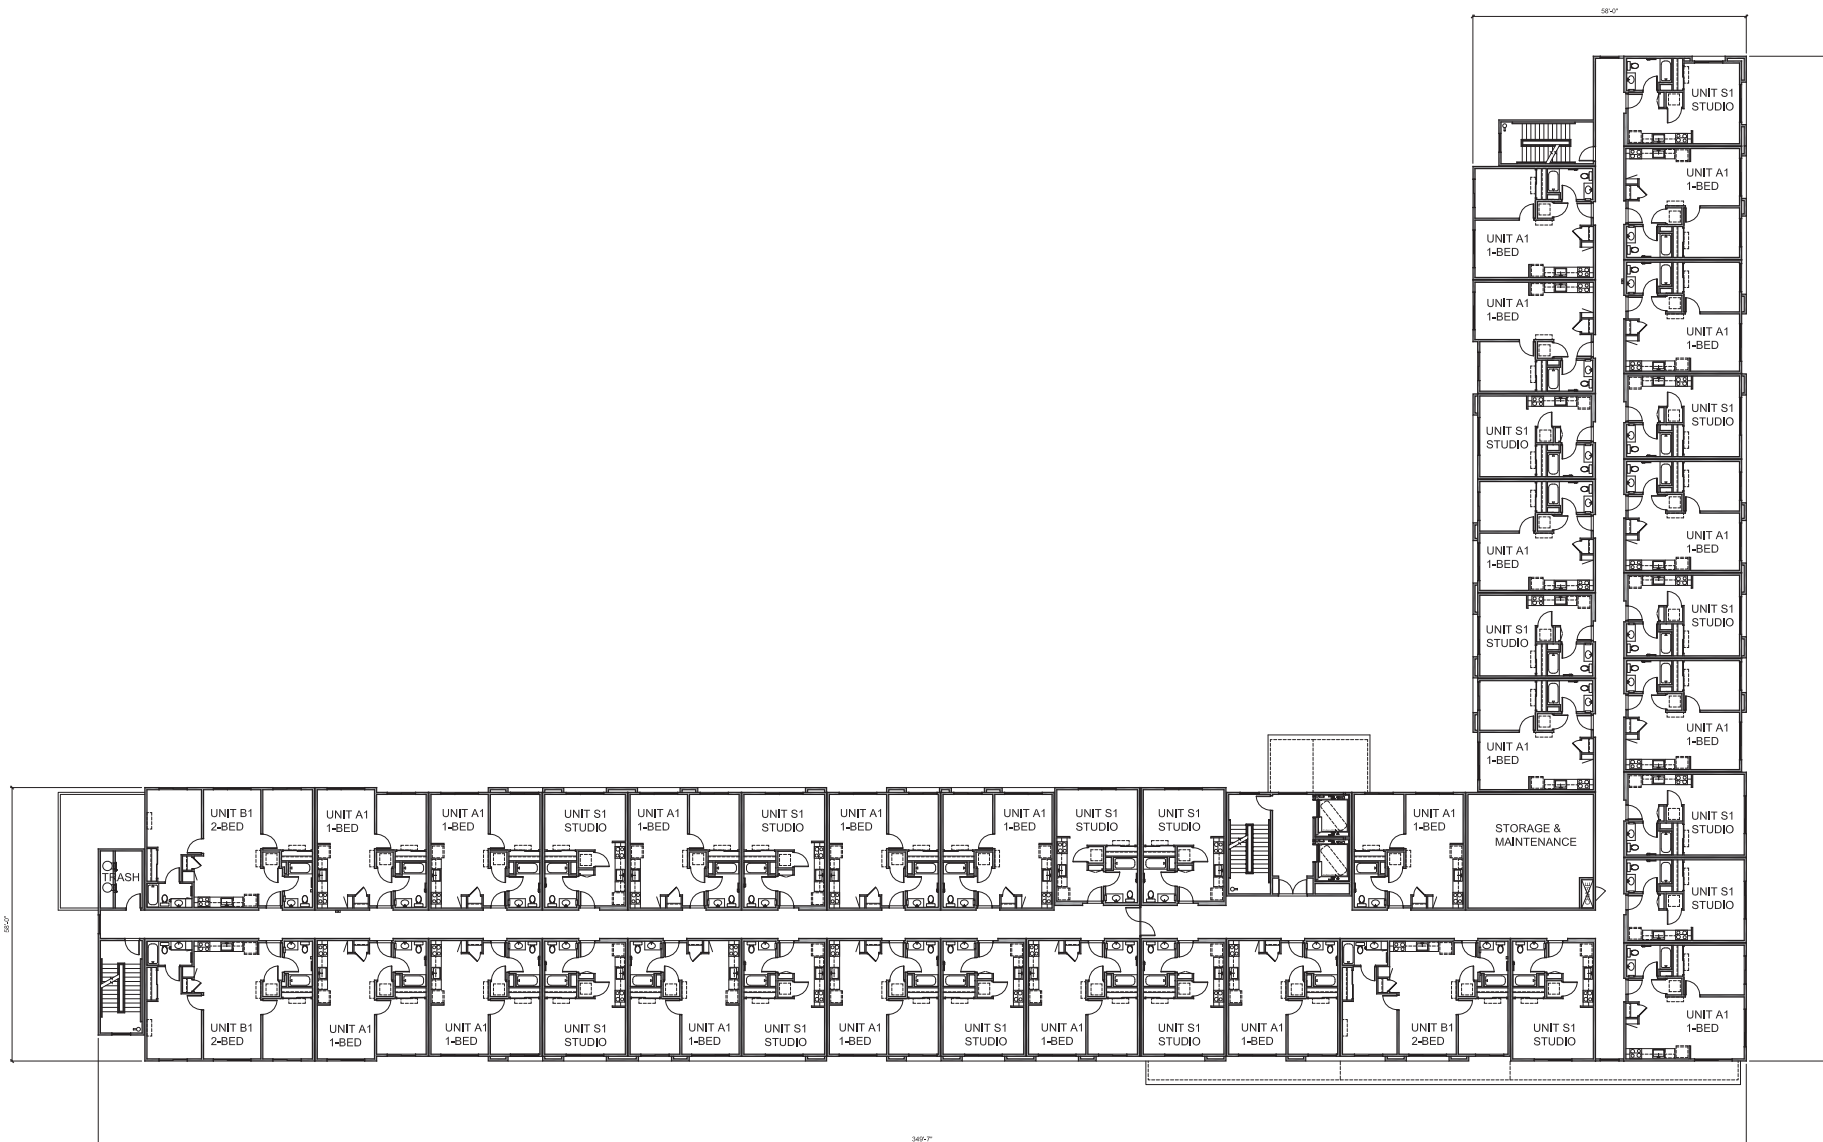 58'-0"
UNIT S1
STUDIO
UNIT A1
1-BED
UNIT A1
1-BED
UNIT A1
1-BED
UNIT A1
1-BED
UNIT S1
STUDIO
UNIT S1
STUDIO
UNIT A1
1-BED
UNIT A1
1-BED
UNIT S1
STUDIO
UNIT S1
STUDIO
UNIT A1
1-BED
UNIT A1
1-BED
UNIT B1
2-BED
UNIT A1
1-BED
UNIT A1
1-BED
UNIT S1
STUDIO
UNIT A1
1-BED
UNIT S1
STUDIO
UNIT A1
1-BED
UNIT A1
1-BED
UNIT S1
STUDIO
UNIT S1
STUDIO
UNIT A1
1-BED
STORAGE &
MAINTENANCE
UNIT S1
STUDIO
TRASH
UNIT S1
STUDIO
58'-0"
UNIT B1
2-BED
UNIT A1
1-BED
UNIT A1
1-BED
UNIT S1
STUDIO
UNIT A1
1-BED
UNIT S1
STUDIO
UNIT A1
1-BED
UNIT S1
STUDIO
UNIT A1
1-BED
UNIT S1
STUDIO
UNIT A1
1-BED
UNIT B1
2-BED
UNIT S1
STUDIO
UNIT A1
1-BED
349'-7"